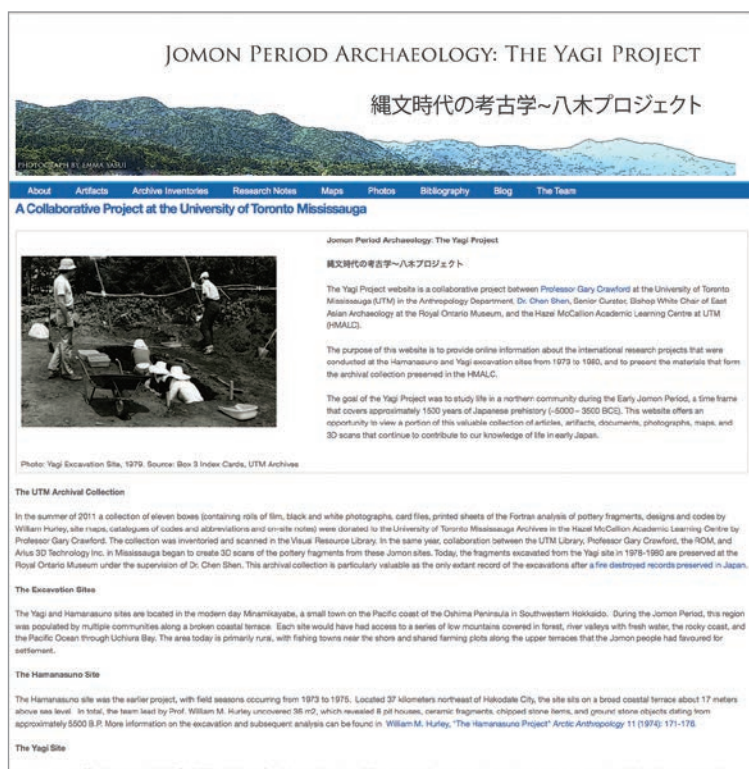 JOMON PERIOD ARCHAEOLOGY: THE YAGI PROJECT
縄文時代の考古学~八木プロジェクト
PHOTOGRAPH BY EMMA YASUI
About Artifacts Archive Inventories Research Notes Maps Photos Bibliography Blog The Team
A Collaborative Project at the University of Toronto Mississauga
Jomon Period Archaeology: The Yagi Project
縄文時代の考古学~八木プロジェクト
The Yagi Project website is a collaborative project between Professor Gary Crawford at the University of Toronto
Mississauga (UTM) in the Anthropology Department, Dr. Chen Shen, Senior Curator, Bishop White Chair of East
Asian Archaeology at the Royal Ontario Museum, and the Hazel McCallion Academic Learning Centre at UTM
(HMALC).
The purpose of this website is to provide online information about the international research projects that were
conducted at the Hamanasuno and Yagi excavation sites from 1973 to 1980, and to present the materials that form
the archival collection preserved in the HMALC.
The goal of the Yagi Project was to study life in a northern community during the Early Jomon Period, a time frame
that covers approximately 1500 years of Japanese prehistory (~5000 – 3500 BCE). This website offers an
opportunity to view a portion of this valuable collection of articles, artifacts, documents, photographs, maps, and
3D scans that continue to contribute to our knowledge of life in early Japan.
Photo: Yagi Excavation Site, 1979. Source: Box 3 Index Cards, UTM Archives
The UTM Archival Collection
In the summer of 2011 a collection of eleven boxes (containing rolls of film, black and white photographs, card files, printed sheets of the Fortran analysis of pottery fragments, designs and codes by
William Hurley, site maps, catalogues of codes and abbreviations and on-site notes) were donated to the University of Toronto Mississauga Archives in the Hazel McCallion Academic Learning Centre by
Professor Gary Crawford. The collection was inventoried and scanned in the Visual Resource Library. In the same year, collaboration between the UTM Library, Professor Gary Crawford, the ROM, and
Arius 3D Technology Inc. in Mississauga began to create 3D scans of the pottery fragments from these Jomon sites. Today, the fragments excavated from the Yagi site in 1978-1980 are preserved at the
Royal Ontario Museum under the supervision of Dr. Chen Shen. This archival collection is particularly valuable as the only extant record of the excavations after a fire destroyed records preserved in Japan.
The Excavation Sites
The Yagi and Hamanasuno sites are located in the modern day Minamikayabe, a small town on the Pacific coast of the Oshima Peninsula in Southwestern Hokkaido. During the Jomon Period, this region
was populated by multiple communities along a broken coastal terrace. Each site would have had access to a series of low mountains covered in forest, river valleys with fresh water, the rocky coast, and
the Pacific Ocean through Uchiura Bay. The area today is primarily rural, with fishing towns near the shore and shared farming plots along the upper terraces that the Jomon people had favoured for
settlement.
The Hamanasuno Site
The Hamanasuno site was the earlier project, with field seasons occurring from 1973 to 1975. Located 37 kilometers northeast of Hakodate City, the site sits on a broad coastal terrace about 17 meters
above sea level. In total, the team lead by Prof. William M. Hurley uncovered 36 m2, which revealed 8 pit houses, ceramic fragments, chipped stone items, and ground stone objects dating from
approximately 5500 B.P. More information on the excavation and subsequent analysis can be found in William M. Hurley, "The Hamanasuno Project" Arctic Anthropology 11 (1974): 171-176.
The Yagi Site